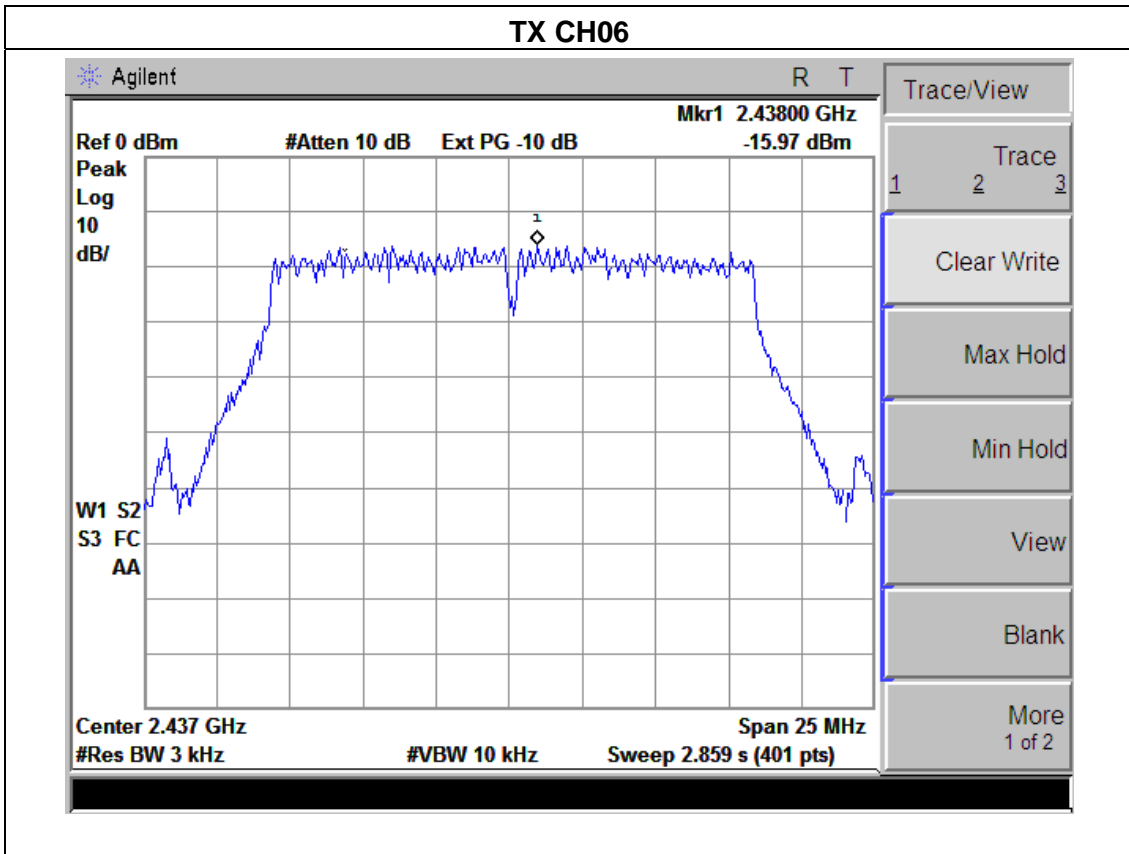 TX CH06
Agilent R T
Mkr1 2.43800 GHz
Ref 0 dBm #Atten 10 dB Ext PG -10 dB -15.97 dBm
Peak
Log
10
dB/
1
W1 S2
S3 FC
AA
Center 2.437 GHz Span 25 MHz
#Res BW 3 kHz #VBW 10 kHz Sweep 2.859 s (401 pts)
Trace/View
Trace
1 2 3
Clear Write
Max Hold
Min Hold
View
Blank
More
1 of 2